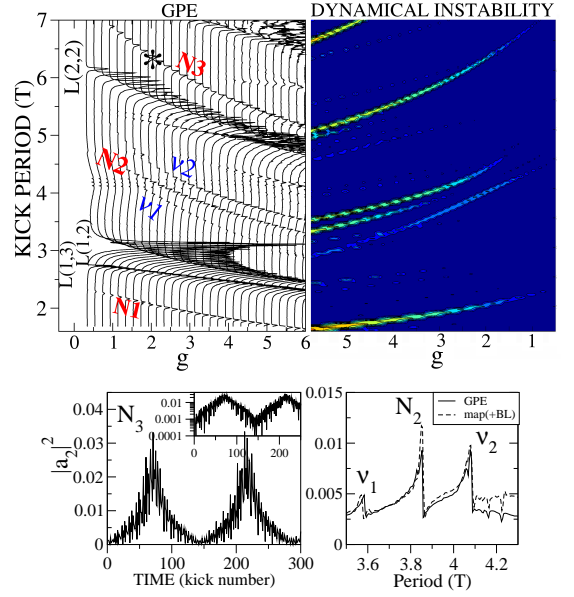 GPE
DYNAMICAL INSTABILITY
KICK PERIOD (T)
7
6
5
4
3
2
L(2,2)
L(1,2)
L(1,3)
*
N3
N2
ν2
ν1
N1
0 1 2 3 4 5 6
g
5 4 3 2 1
g
|a2|²
0.04
0.03
0.02
0.01
0
N3
0.01
0.001
0.0001
0 100 200
0 100 200 300
TIME (kick number)
0.015
0.01
0.005
0
N2
ν1
ν2
GPE
map(+BL)
3.6 3.8 4 4.2
Period (T)